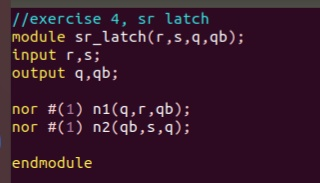 //exercise 4, sr latch
module sr_latch(r,s,q,qb);
input r,s;
output q,qb;
nor #(1) n1(q,r,qb);
nor #(1) n2(qb,s,q);
endmodule